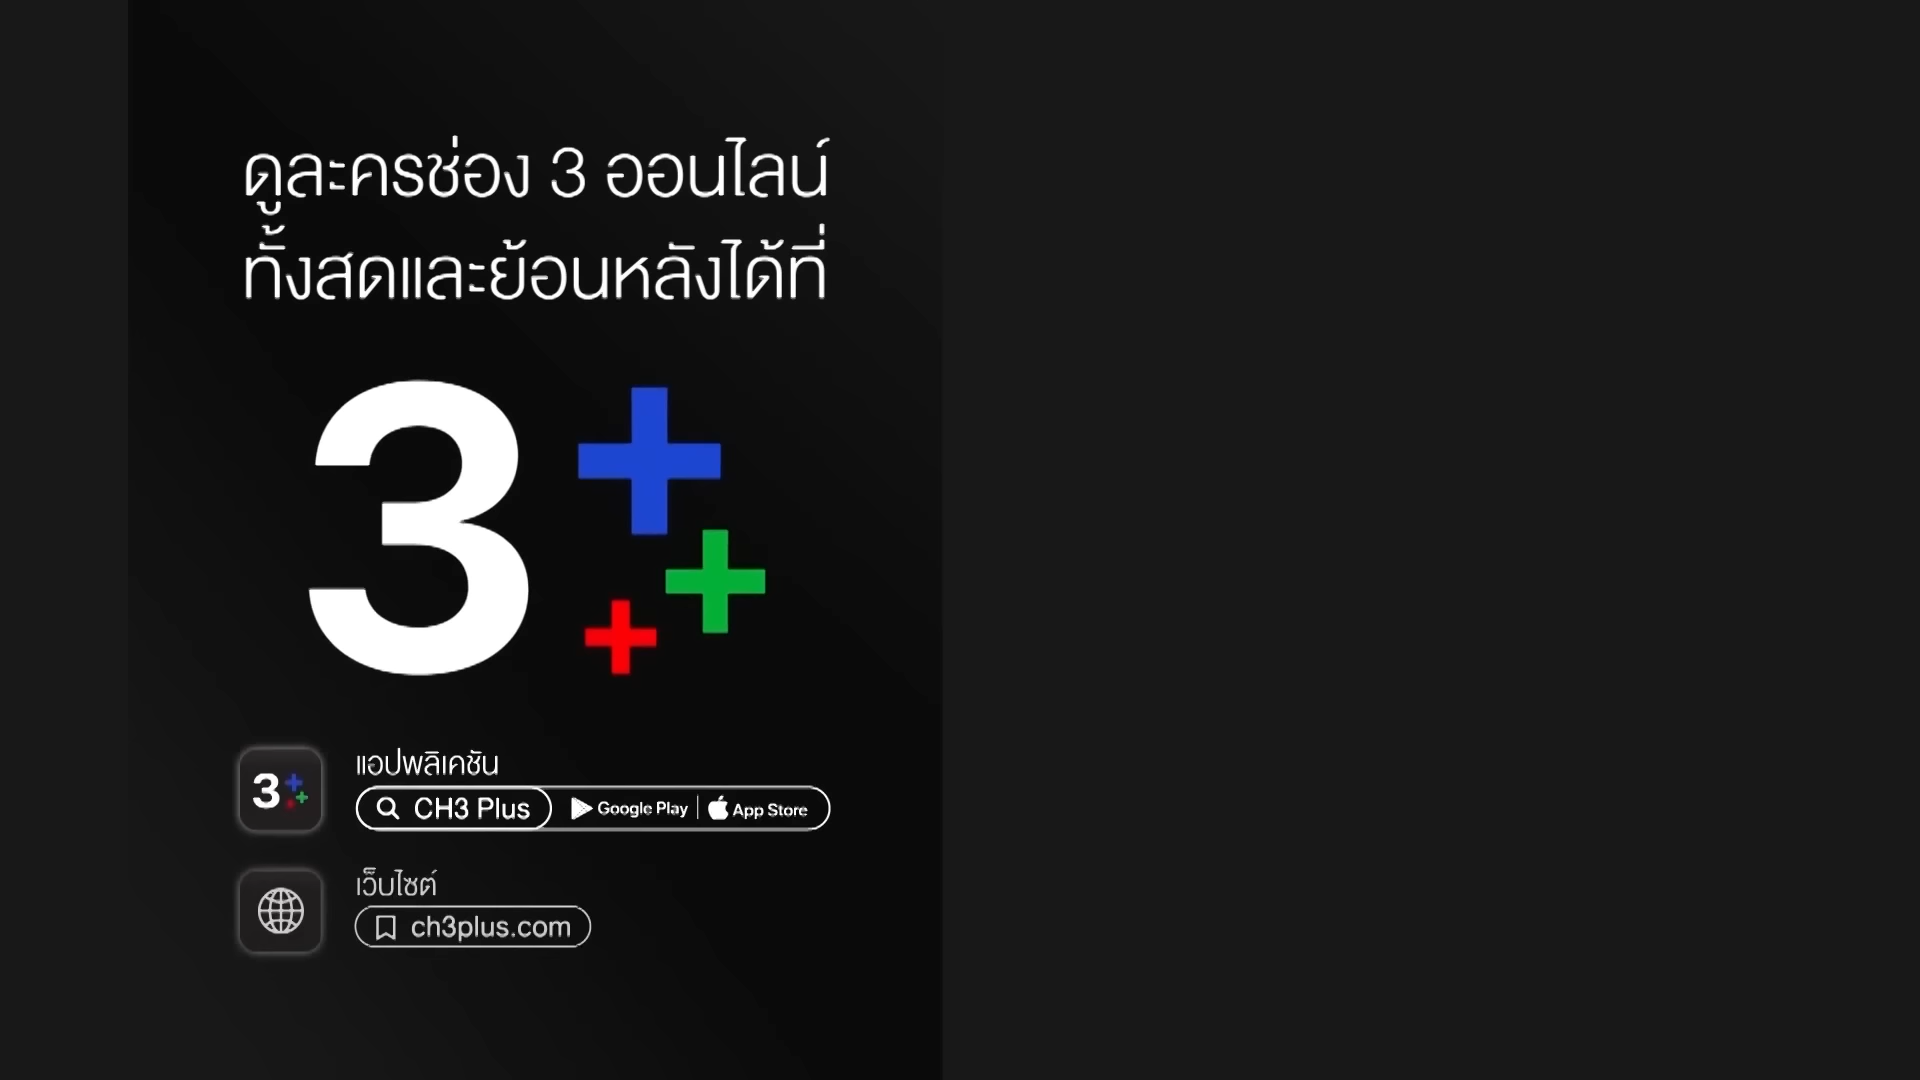 ดูละครช่อง 3 ออนไลน์
ทั้งสดและย้อนหลังได้ที่
3+++
3+++
แอปพลิเคชัน
CH3 Plus Google Play | App Store
เว็บไซต์
ch3plus.com